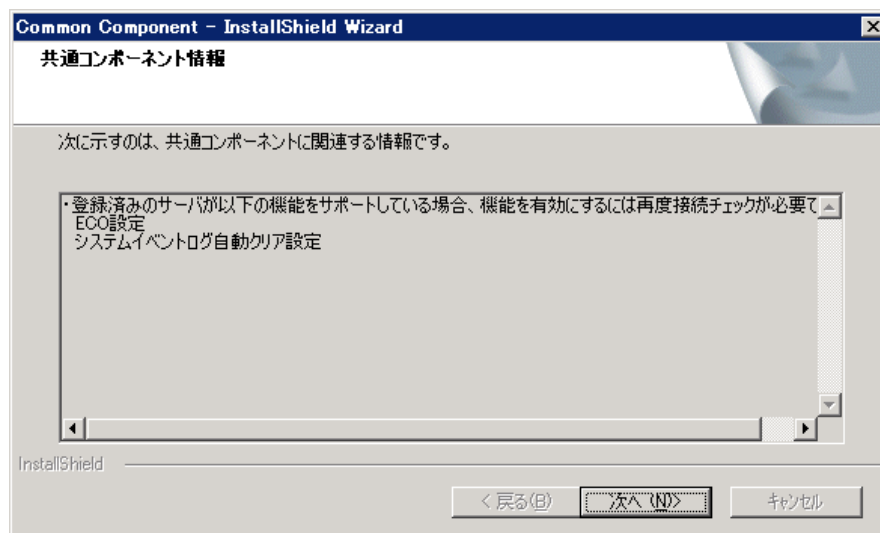 Common Component - InstallShield Wizard
共通コンポーネント情報
次に示すのは、共通コンポーネントに関連する情報です。
・登録済みのサーバが以下の機能をサポートしている場合、機能を有効にするには再度接続チェックが必要で
ECO設定
システムイベントログ自動クリア設定
InstallShield
< 戻る(B)
次へ (N)>
キャンセル